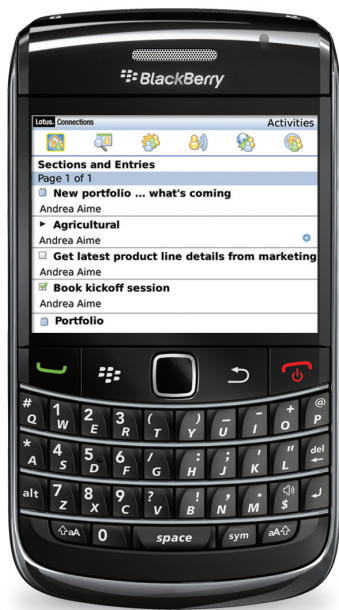 BlackBerry
Lotus. Connections Activities
Sections and Entries
Page 1 of 1
New portfolio ... what's coming
Andrea Aime
Agricultural
Andrea Aime
Get latest product line details from marketing
Andrea Aime
Book kickoff session
Andrea Aime
Portfolio
# Q 1 W 2 E 3 R ( T ) Y _ U - I + O @ P
* A 4 S 5 D 6 F / G : H ; J ' K " L del
alt 7 Z 8 X 9 C ? V ! B , N . M $
aA 0 space sym aA